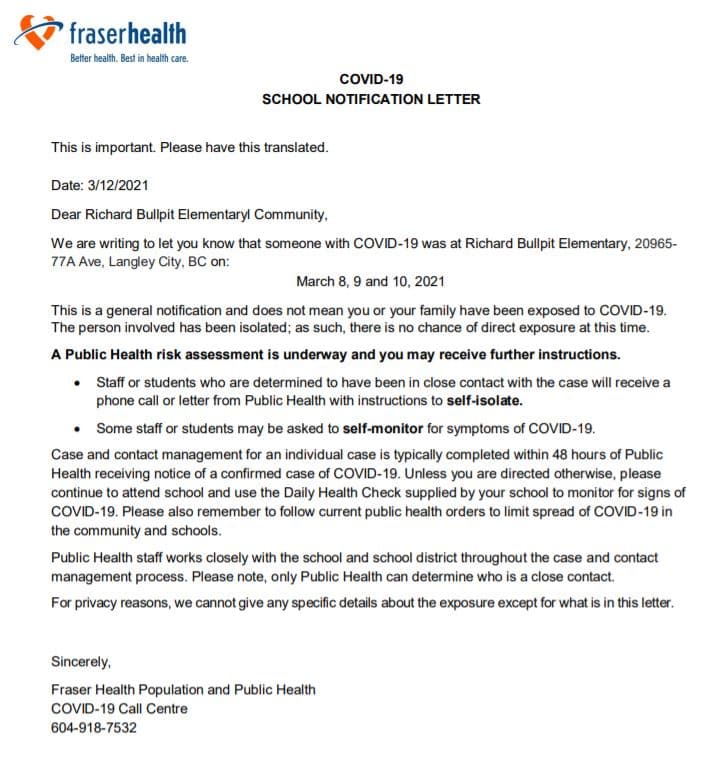 fraserhealth
Better health. Best in health care.
COVID-19
SCHOOL NOTIFICATION LETTER
This is important. Please have this translated.
Date: 3/12/2021
Dear Richard Bullpit Elementaryl Community,
We are writing to let you know that someone with COVID-19 was at Richard Bullpit Elementary, 20965-
77A Ave, Langley City, BC on:
March 8, 9 and 10, 2021
This is a general notification and does not mean you or your family have been exposed to COVID-19.
The person involved has been isolated; as such, there is no chance of direct exposure at this time.
A Public Health risk assessment is underway and you may receive further instructions.
• Staff or students who are determined to have been in close contact with the case will receive a
phone call or letter from Public Health with instructions to self-isolate.
• Some staff or students may be asked to self-monitor for symptoms of COVID-19.
Case and contact management for an individual case is typically completed within 48 hours of Public
Health receiving notice of a confirmed case of COVID-19. Unless you are directed otherwise, please
continue to attend school and use the Daily Health Check supplied by your school to monitor for signs of
COVID-19. Please also remember to follow current public health orders to limit spread of COVID-19 in
the community and schools.
Public Health staff works closely with the school and school district throughout the case and contact
management process. Please note, only Public Health can determine who is a close contact.
For privacy reasons, we cannot give any specific details about the exposure except for what is in this letter.
Sincerely,
Fraser Health Population and Public Health
COVID-19 Call Centre
604-918-7532